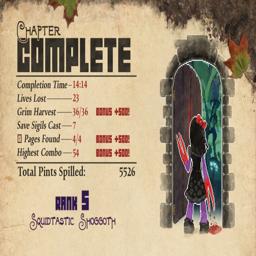 Chapter
COMPLETE
Completion Time - 14:14
Lives Lost 23
Grim Harvest 36/36 BONUS +500!
Save Sigils Cast 7
Pages Found 4/4 BONUS +500!
Highest Combo 54 BONUS +500!
Total Pints Spilled: 5526
RANK S
Squidtastic Shoggoth